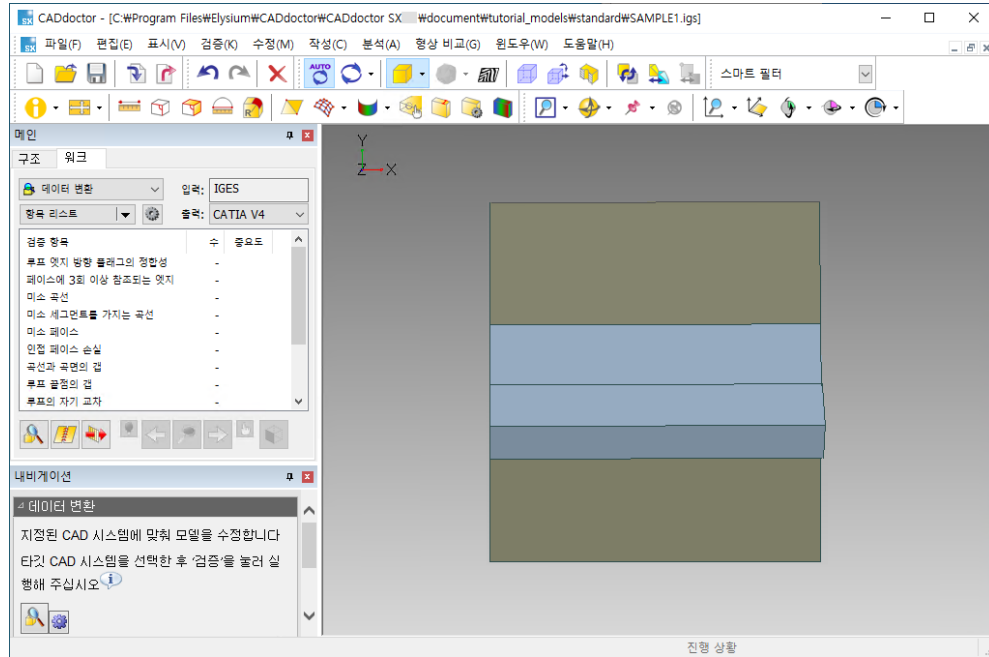 CADdoctor - [C:₩Program Files₩Elysium₩CADdoctor₩CADdoctor SX ₩document₩tutorial_models₩standard₩SAMPLE1.igs]
파일(F) 편집(E) 표시(V) 검증(K) 수정(M) 작성(C) 분석(A) 형상 비교(G) 윈도우(W) 도움말(H)
AUTO
스마트 필터
메인
구조 워크
데이터 변환 입력: IGES
항목 리스트 출력: CATIA V4
검증 항목 수 중요도
루프 엣지 방향 플래그의 정합성 -
페이스에 3회 이상 참조되는 엣지 -
미소 곡선 -
미소 세그먼트를 가지는 곡선 -
미소 페이스 -
인접 페이스 손실 -
곡선과 곡면의 갭 -
루프 끝점의 갭 -
루프의 자기 교차 -
내비게이션
데이터 변환
지정된 CAD 시스템에 맞춰 모델을 수정합니다
타깃 CAD 시스템을 선택한 후 ‘검증’을 눌러 실
행해 주십시오
Y
Z X
진행 상황